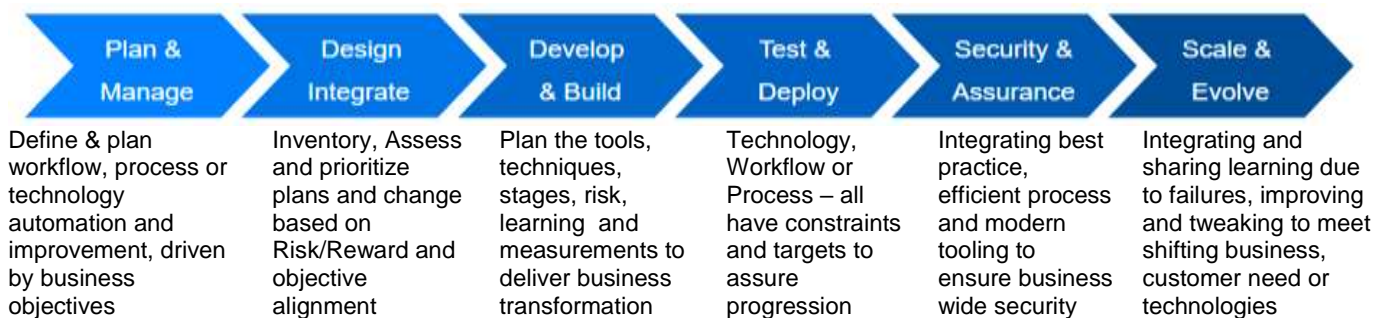 Plan &
Manage
Design
Integrate
Develop
& Build
Test &
Deploy
Security &
Assurance
Scale &
Evolve
Define & plan
workflow, process or
technology
automation and
improvement, driven
by business
objectives
Inventory, Assess
and prioritize
plans and change
based on
Risk/Reward and
objective
alignment
Plan the tools,
techniques,
stages, risk,
learning and
measurements to
deliver business
transformation
Technology,
Workflow or
Process – all
have constraints
and targets to
assure
progression
Integrating best
practice,
efficient process
and modern
tooling to
ensure business
wide security
Integrating and
sharing learning due
to failures, improving
and tweaking to meet
shifting business,
customer need or
technologies